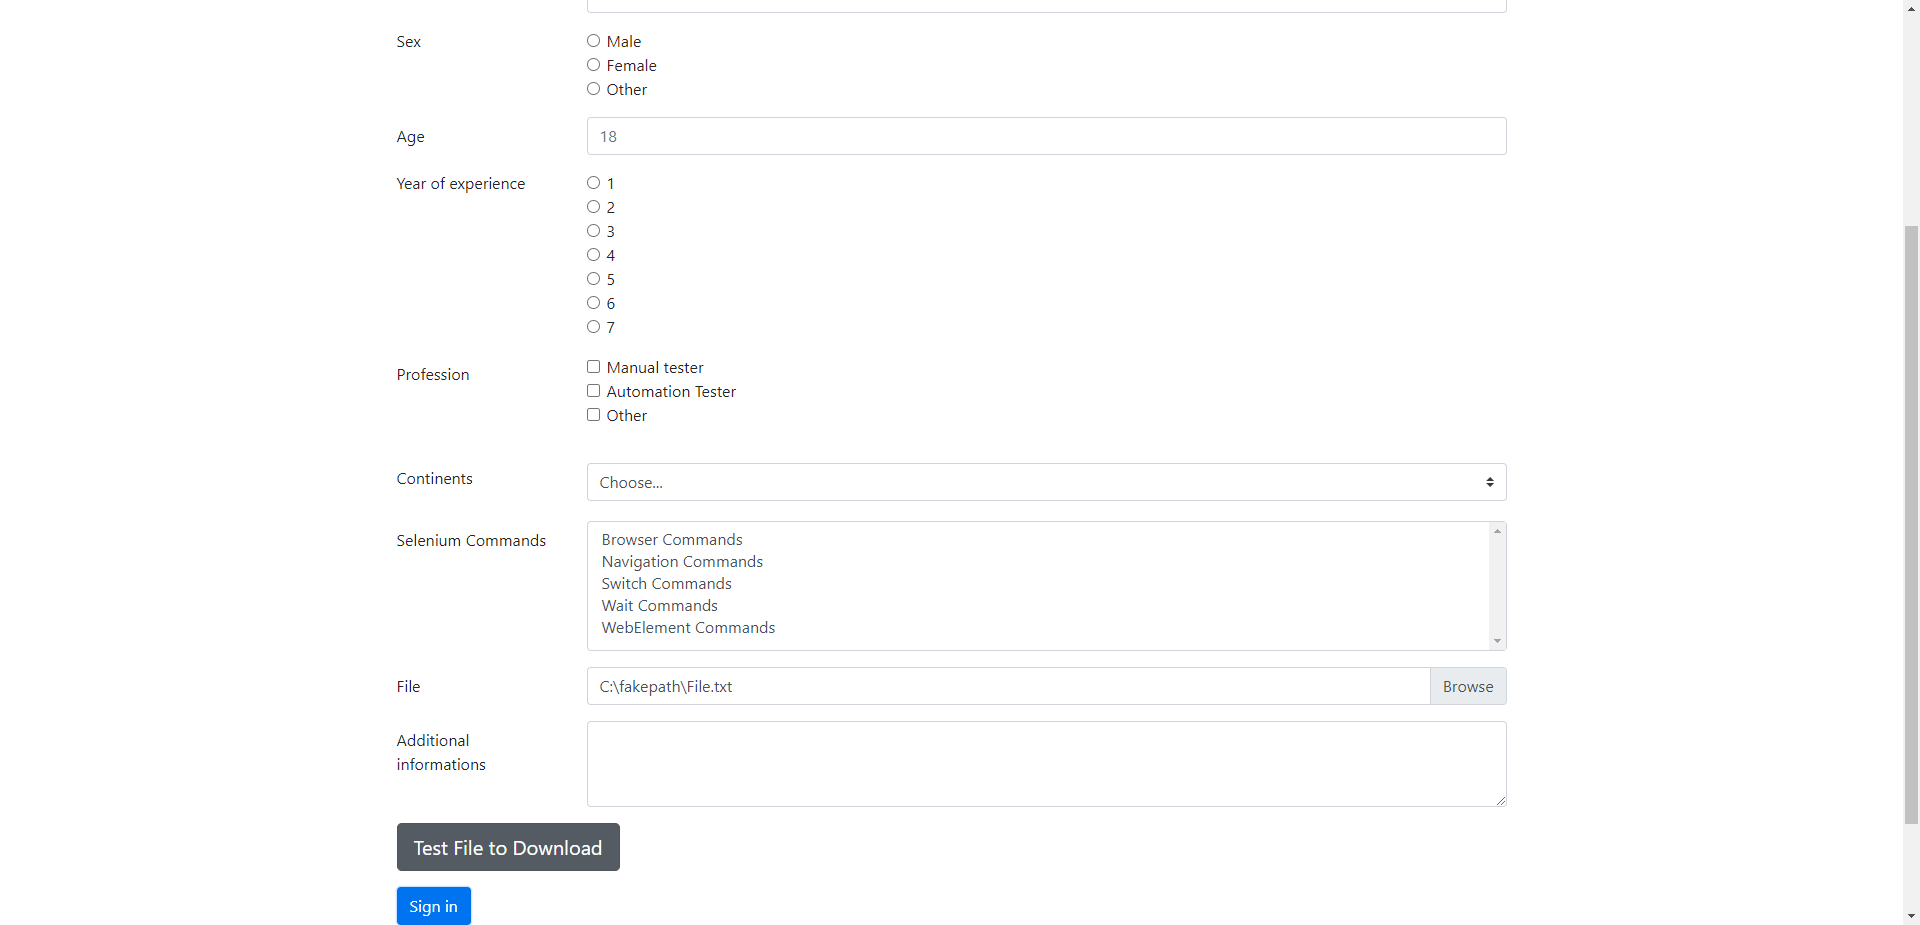 Sex
Male
Female
Other
Age
18
Year of experience
1
2
3
4
5
6
7
Profession
Manual tester
Automation Tester
Other
Continents
Choose...
Selenium Commands
Browser Commands
Navigation Commands
Switch Commands
Wait Commands
WebElement Commands
File
C:\fakepath\File.txt
Browse
Additional
informations
Test File to Download
Sign in